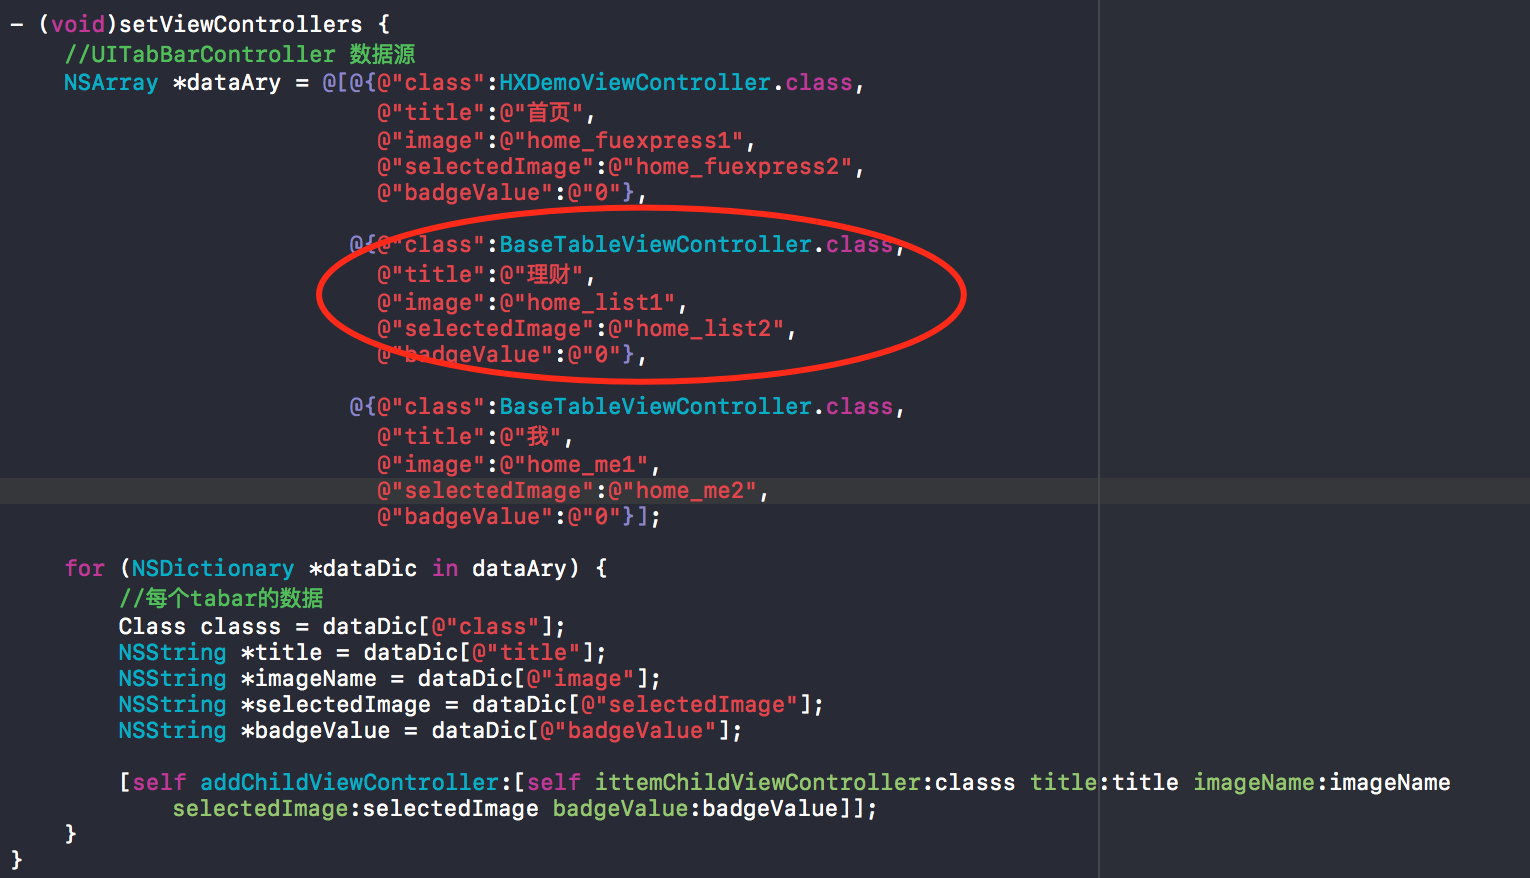 - (void)setViewControllers {
//UITabBarController 数据源
NSArray *dataAry = @[@{@"class":HXDemoViewController.class,
@"title":@"首页",
@"image":@"home_fuexpress1",
@"selectedImage":@"home_fuexpress2",
@"badgeValue":@"0"},
@{@"class":BaseTableViewController.class,
@"title":@"理财",
@"image":@"home_list1",
@"selectedImage":@"home_list2",
@"badgeValue":@"0"},
@{@"class":BaseTableViewController.class,
@"title":@"我",
@"image":@"home_me1",
@"selectedImage":@"home_me2",
@"badgeValue":@"0"}];
for (NSDictionary *dataDic in dataAry) {
//每个tabar的数据
Class classs = dataDic[@"class"];
NSString *title = dataDic[@"title"];
NSString *imageName = dataDic[@"image"];
NSString *selectedImage = dataDic[@"selectedImage"];
NSString *badgeValue = dataDic[@"badgeValue"];
[self addChildViewController:[self ittemChildViewController:classs title:title imageName:imageName
selectedImage:selectedImage badgeValue:badgeValue]];
}
}